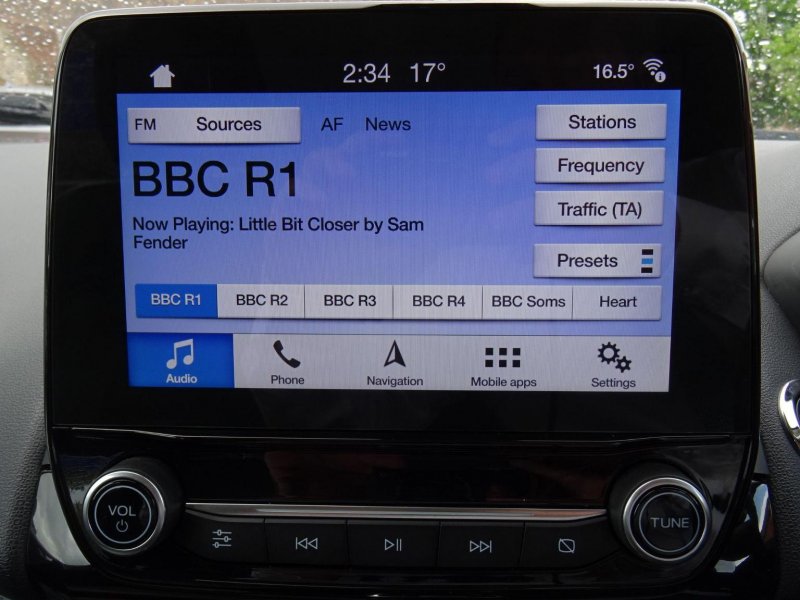 2:34 17° 16.5°
FM Sources AF News Stations
Frequency
BBC R1
Traffic (TA)
Now Playing: Little Bit Closer by Sam
Fender
Presets
BBC R1 BBC R2 BBC R3 BBC R4 BBC Soms Heart
Audio Phone Navigation Mobile apps Settings
VOL
TUNE